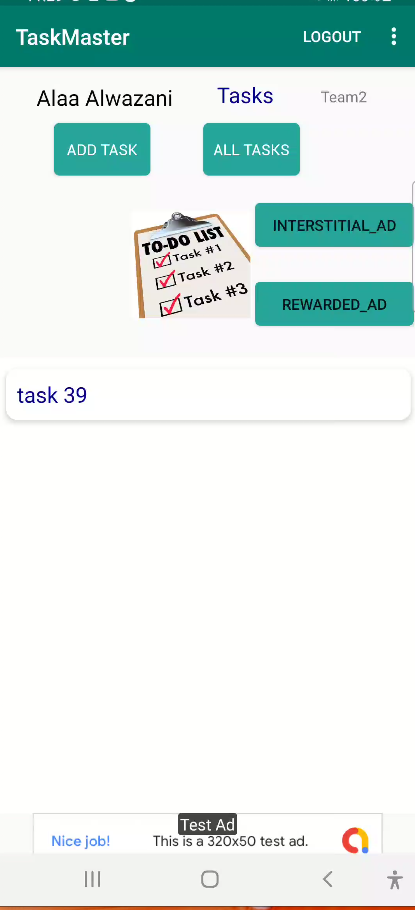 TaskMaster LOGOUT
Alaa Alwazani Tasks Team2
ADD TASK ALL TASKS
TO-DO LIST
Task #1
Task #2
Task #3
INTERSTITIAL_AD
REWARDED_AD
task 39
Test Ad
Nice job! This is a 320x50 test ad.